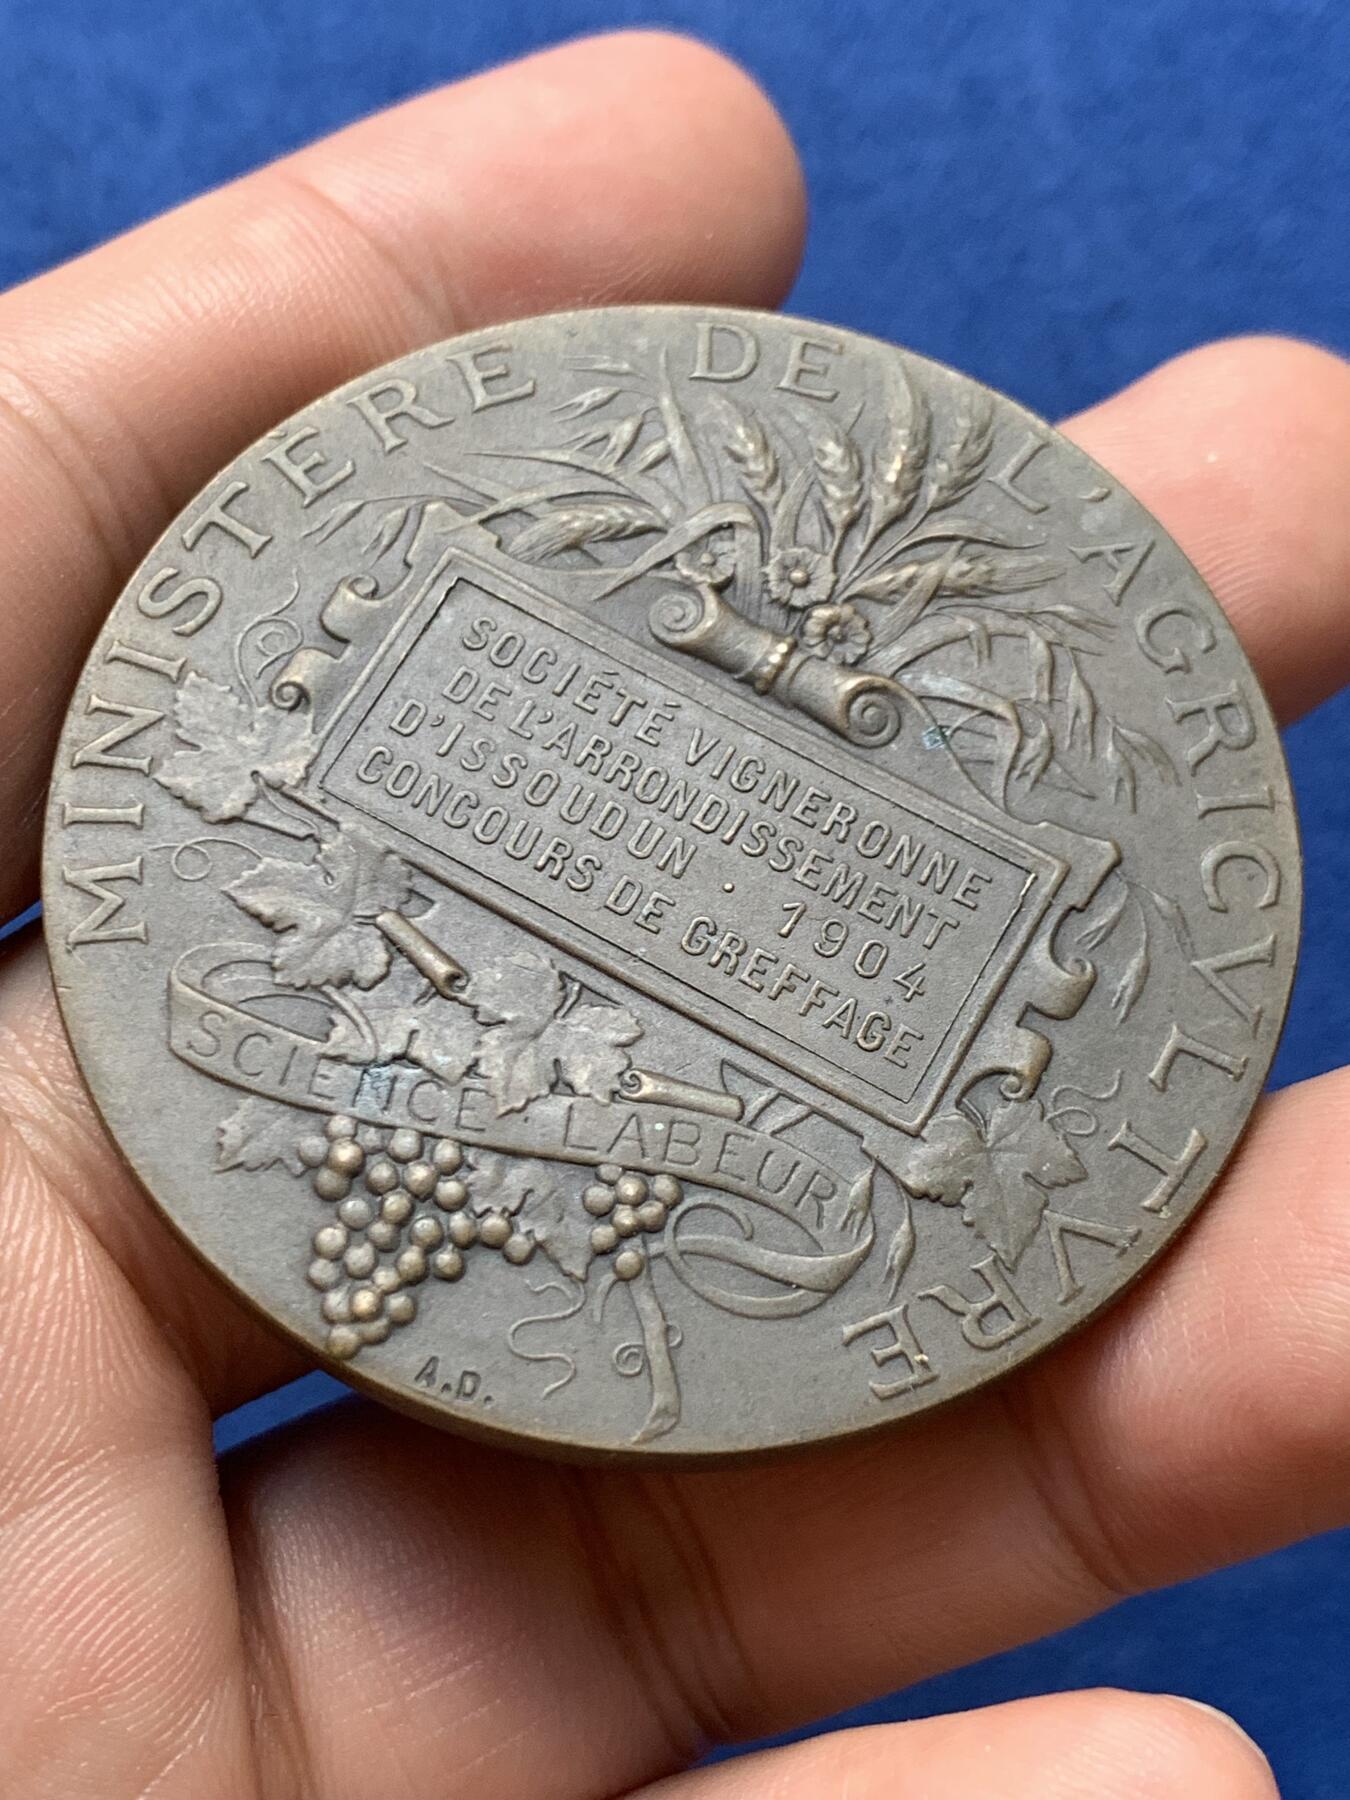 MINISTÈRE DE L'AGRICVLTVRE
SOCIÉTÉ VIGNERONNE
DE L'ARRONDISSEMENT
D'ISSOUDUN . 1904
CONCOURS DE GREFFAGE
SCIENCE LABEUR
A.D.